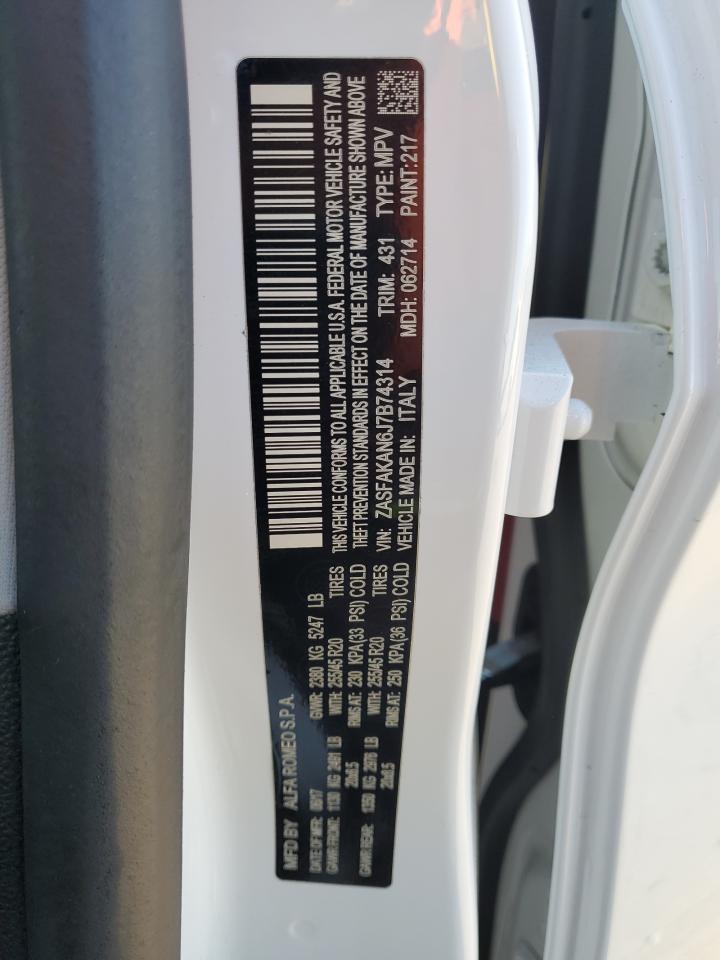 MFD BY ALFA ROMEO S.P.A.
DATE OF MFR: 06/17 GVWR: 2380 KG 5247 LB
GAWR FRONT: 1130 KG 2491 LB WITH: 255/45 R20 TIRES
20x8.5 RIMS AT: 230 KPA(33 PSI) COLD
GAWR REAR: 1350 KG 2976 LB WITH: 255/45 R20 TIRES
20x8.5 RIMS AT: 250 KPA(36 PSI) COLD
THIS VEHICLE CONFORMS TO ALL APPLICABLE U.S.A. FEDERAL MOTOR VEHICLE SAFETY AND
THEFT PREVENTION STANDARDS IN EFFECT ON THE DATE OF MANUFACTURE SHOWN ABOVE
VIN: ZASFAKAN6J7B74314 TRIM: 431 TYPE: MPV
VEHICLE MADE IN: ITALY MDH: 062714 PAINT:217